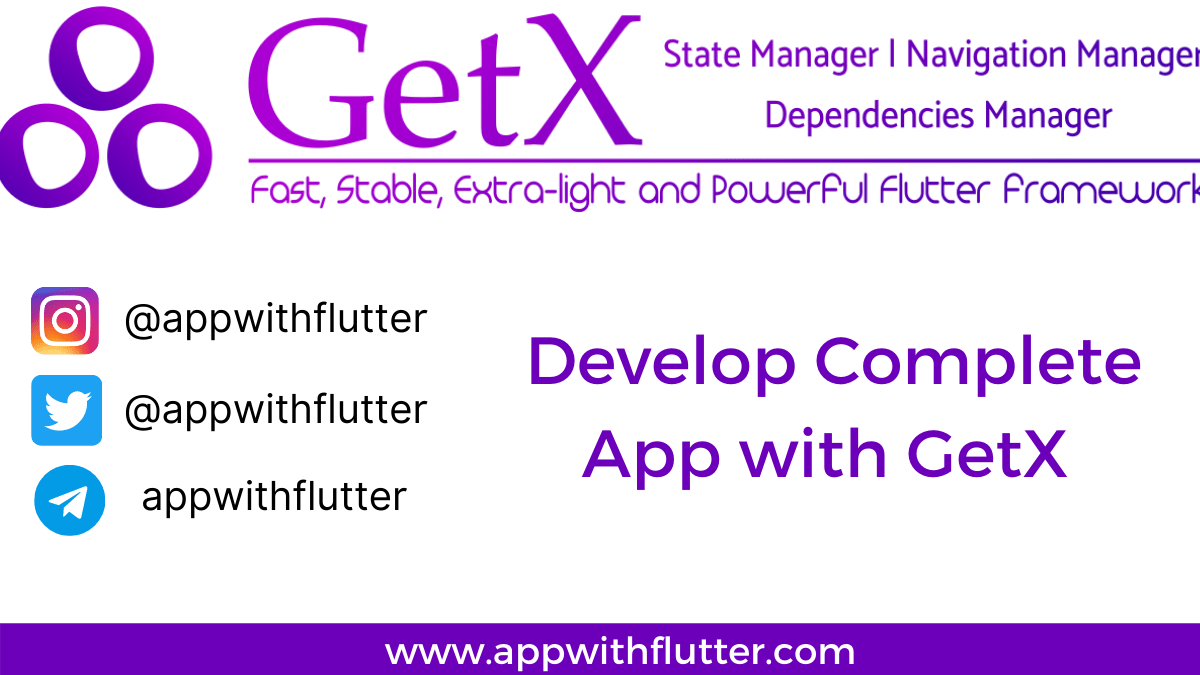 GetX
State Manager | Navigation Manager
Dependencies Manager
Fast, Stable, Extra-light and Powerful Flutter Framework
@appwithflutter
@appwithflutter
appwithflutter
Develop Complete
App with GetX
www.appwithflutter.com